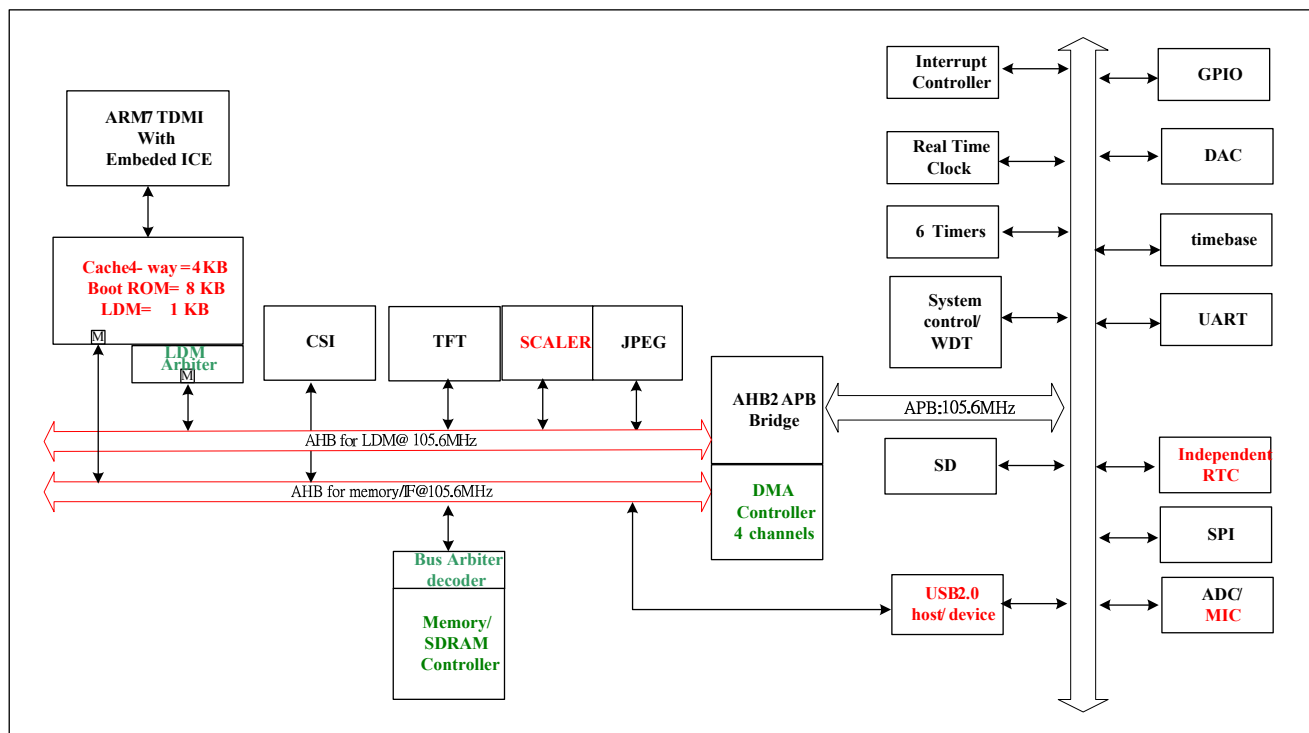 ARM7 TDMI
With
Embeded ICE
Cache4- way =4 KB
Boot ROM= 8 KB
LDM= 1 KB
M
LDM
Arbiter
M
CSI
TFT
SCALER
JPEG
AHB2 APB
Bridge
AHB for LDM@ 105.6MHz
AHB for memory/IF@105.6MHz
DMA
Controller
4 channels
Bus Arbiter
decoder
Memory/
SDRAM
Controller
APB:105.6MHz
Interrupt
Controller
Real Time
Clock
6 Timers
System
control/
WDT
SD
USB2.0
host/ device
GPIO
DAC
timebase
UART
Independent
RTC
SPI
ADC/
MIC